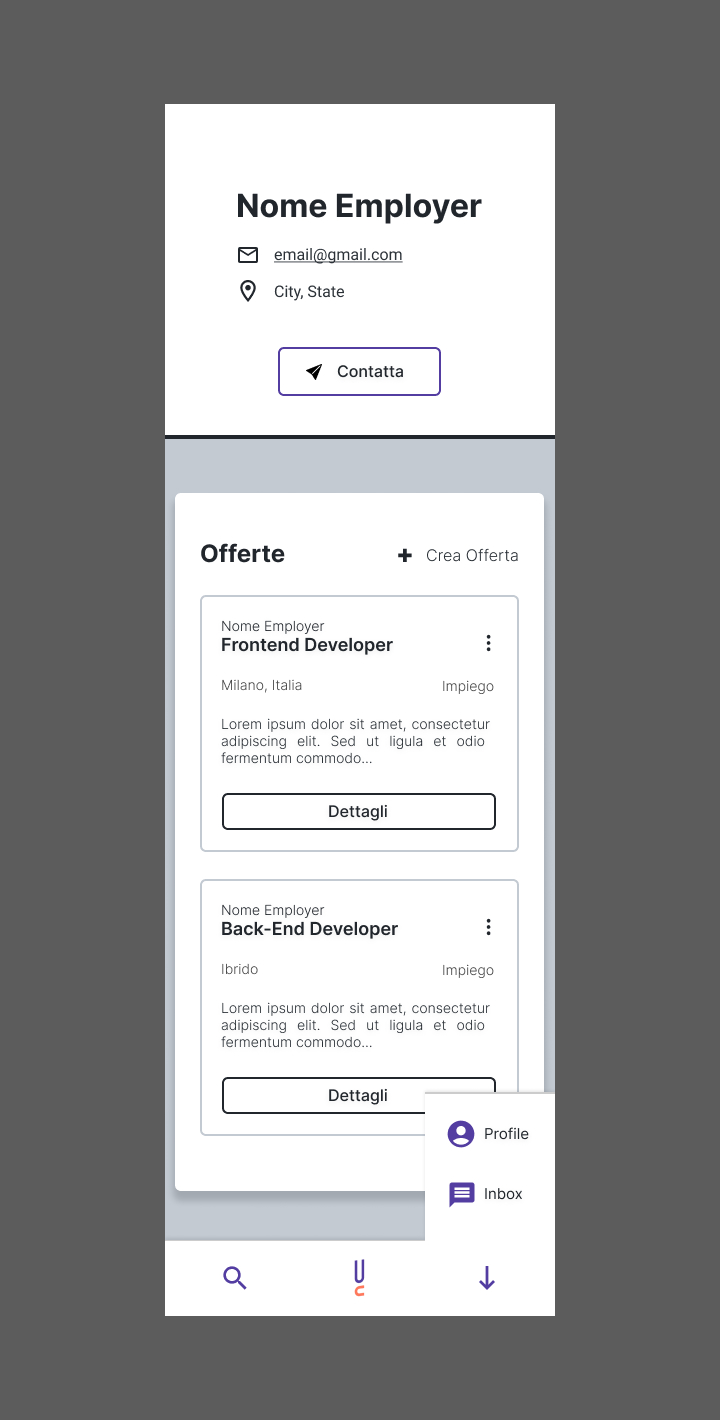 Nome Employer
email@gmail.com
City, State
Contatta
Offerte
Crea Offerta
Nome Employer
Frontend Developer
Milano, Italia
Impiego
Lorem ipsum dolor sit amet, consectetur
adipiscing elit. Sed ut ligula et odio
fermentum commodo...
Dettagli
Nome Employer
Back-End Developer
Ibrido
Impiego
Lorem ipsum dolor sit amet, consectetur
adipiscing elit. Sed ut ligula et odio
fermentum commodo...
Dettagli
Profile
Inbox